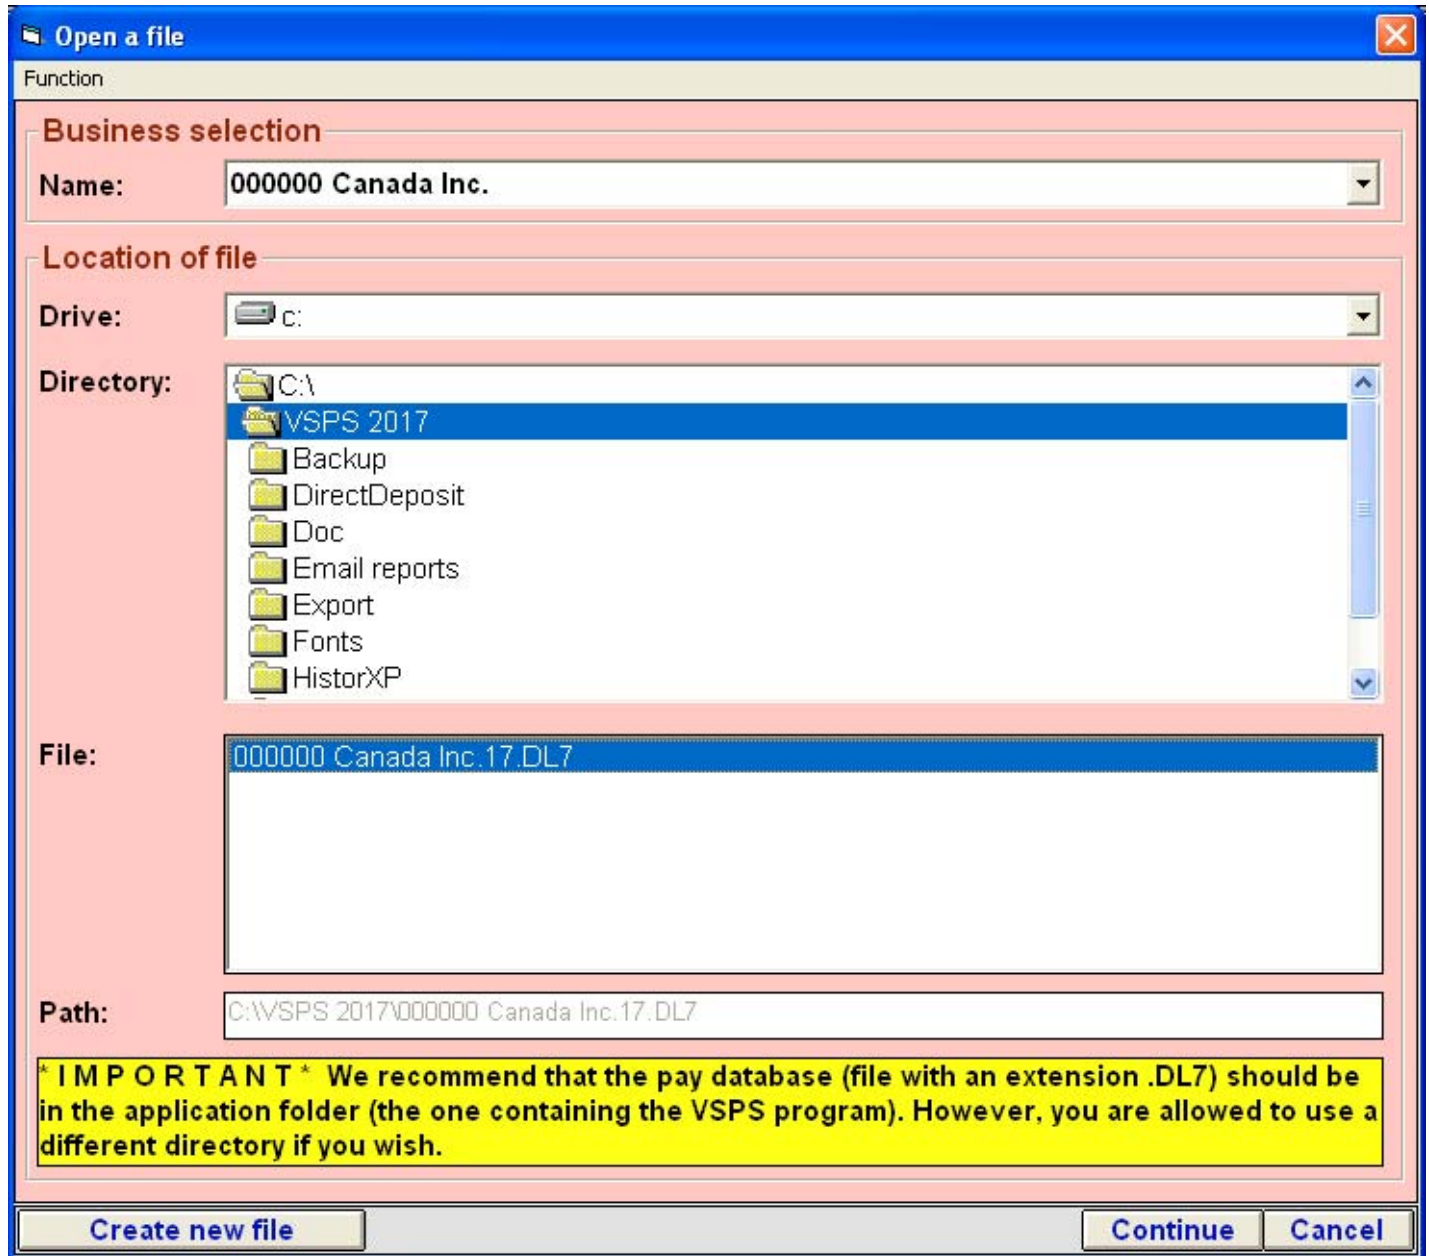 Open a file
Function
Business selection
Name:
000000 Canada Inc.
Location of file
Drive:
c:
Directory:
C:\
VSPS 2017
Backup
DirectDeposit
Doc
Email reports
Export
Fonts
HistorXP
File:
000000 Canada Inc.17.DL7
Path:
C:\VSPS 2017\000000 Canada Inc.17.DL7
* I M P O R T A N T * We recommend that the pay database (file with an extension .DL7) should be
in the application folder (the one containing the VSPS program). However, you are allowed to use a
different directory if you wish.
Create new file
Continue
Cancel